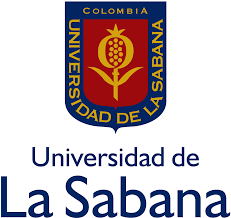 COLOMBIA
UNIVERSIDAD DE LA SABANA
Universidad de
La Sabana